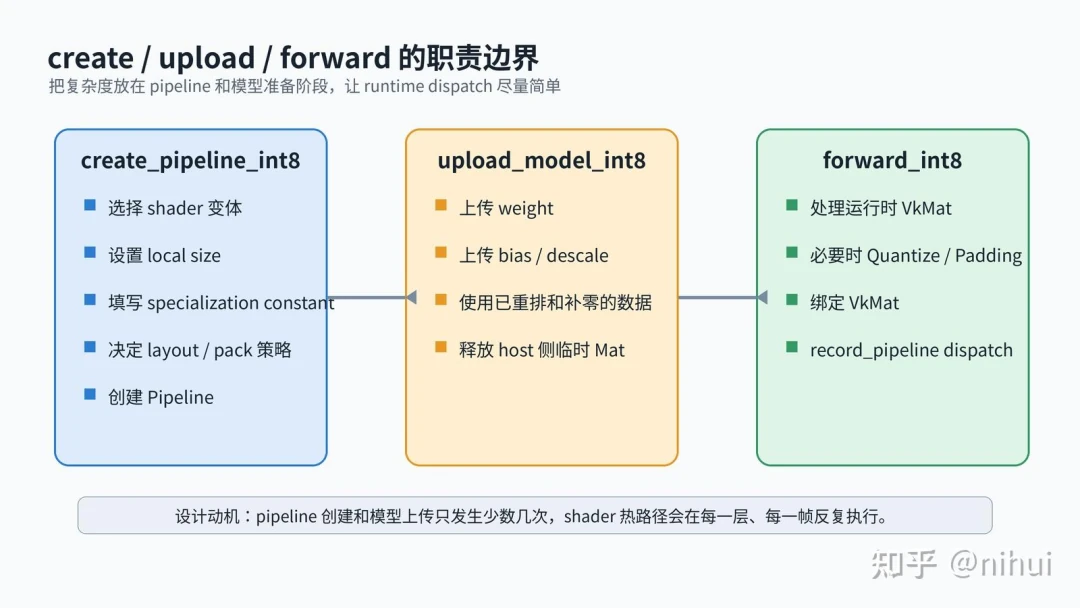 create / upload / forward 的职责边界
把复杂度放在 pipeline 和模型准备阶段，让 runtime dispatch 尽量简单
create_pipeline_int8
选择 shader 变体
设置 local size
填写 specialization constant
决定 layout / pack 策略
创建 Pipeline
upload_model_int8
上传 weight
上传 bias / descale
使用已重排和补零的数据
释放 host 侧临时 Mat
forward_int8
处理运行时 VkMat
必要时 Quantize / Padding
绑定 VkMat
record_pipeline dispatch
设计动机：pipeline 创建和模型上传只发生少数几次，shader 热路径会在每一层、每一帧反复执行。
知乎 @nihui